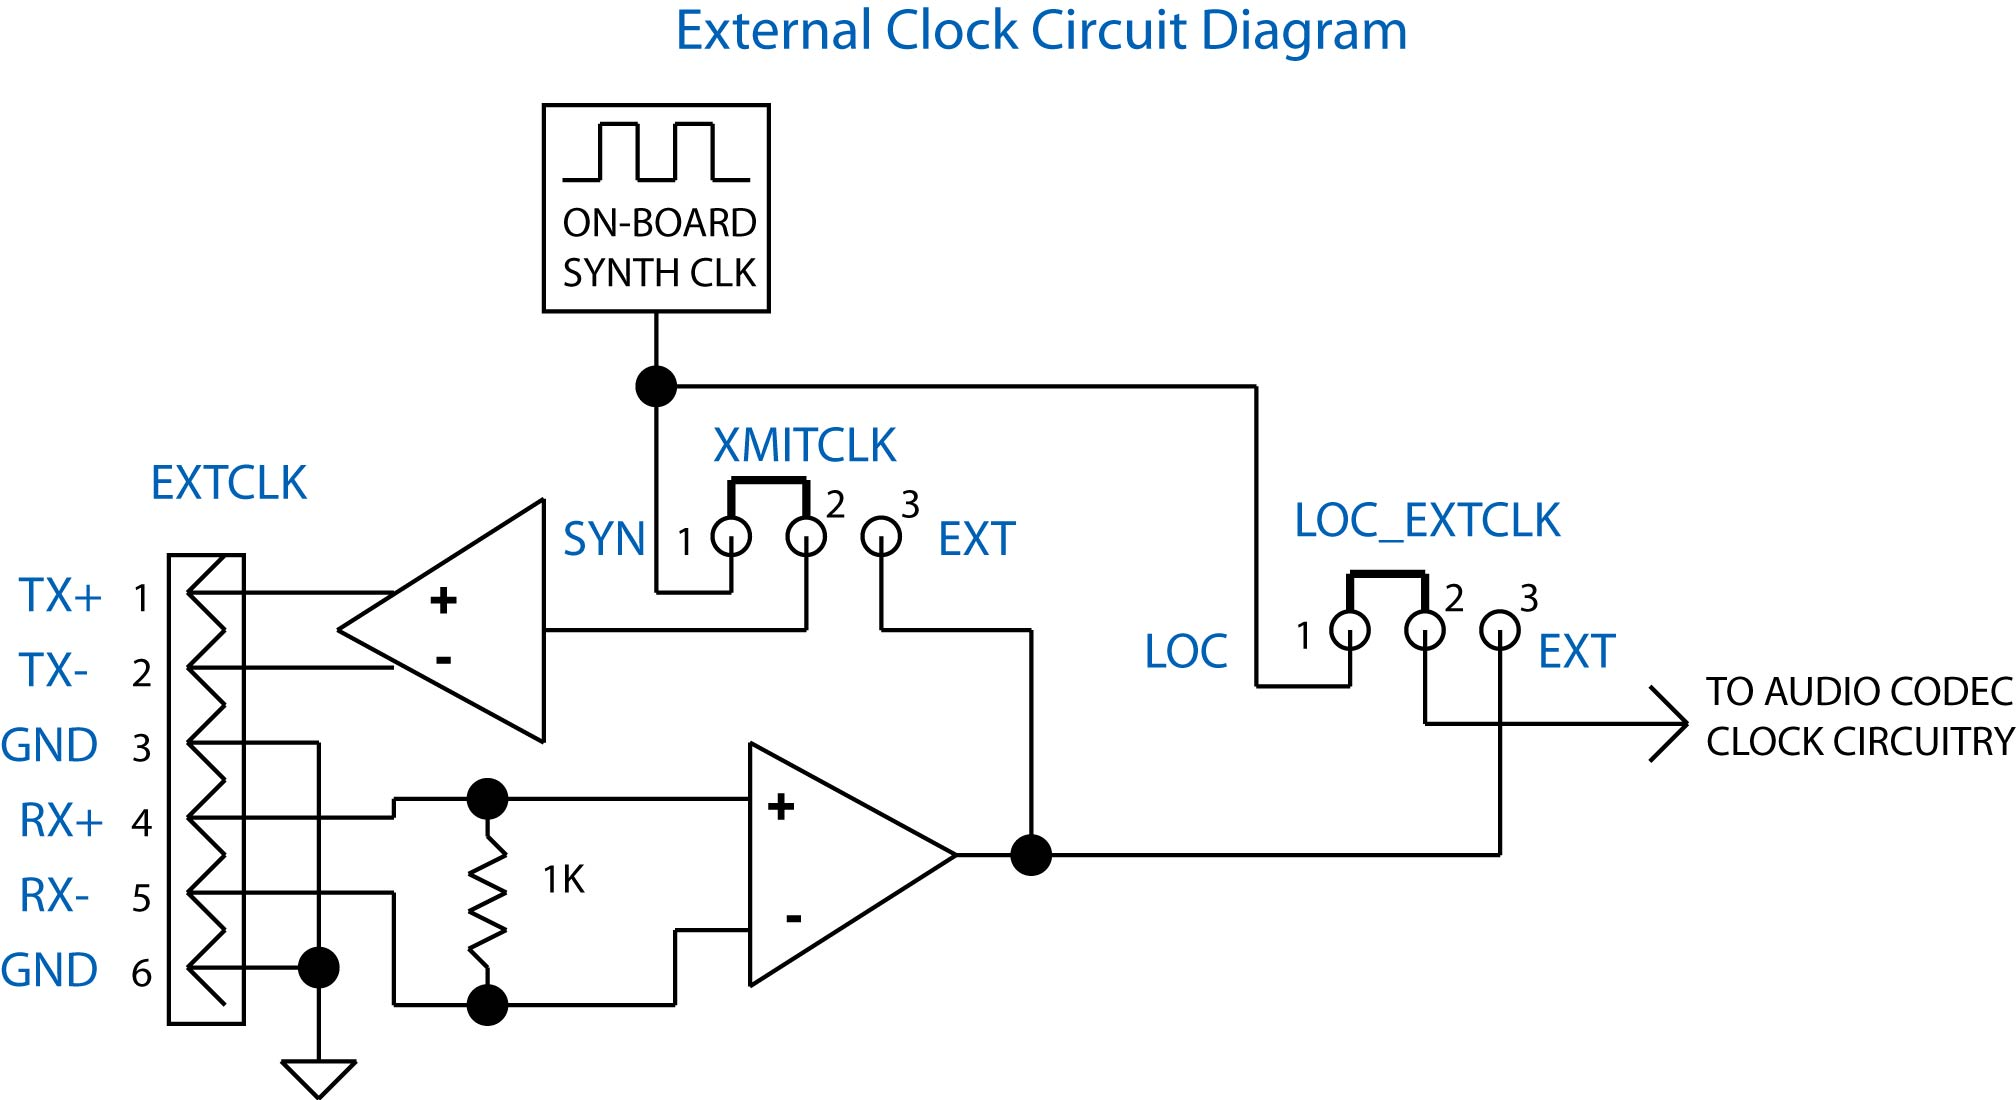 External Clock Circuit Diagram
ON-BOARD
SYNTH CLK
XMITCLK
SYN 1 2 3 EXT
EXTCLK
LOC_EXTCLK
LOC 1 2 3 EXT
TO AUDIO CODEC
CLOCK CIRCUITRY
TX+ 1
TX- 2
GND 3
RX+ 4
RX- 5
GND 6
+
-
+
-
1K